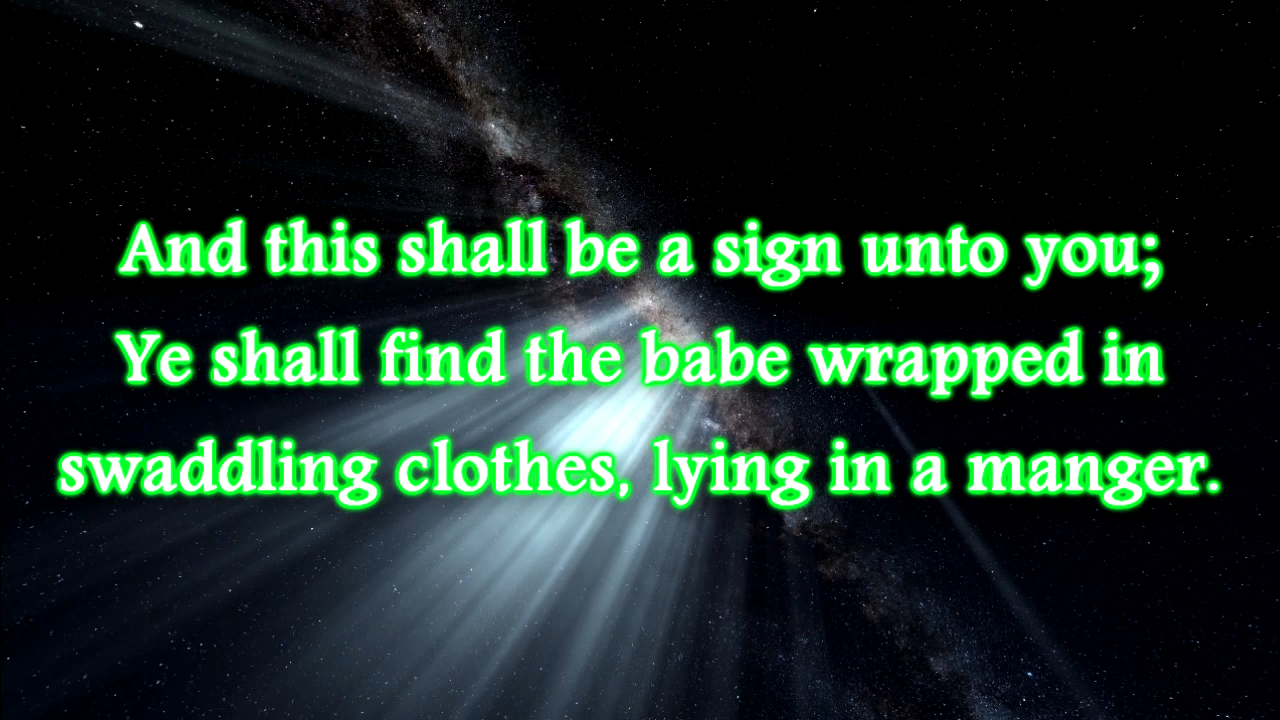 And this shall be a sign unto you;
Ye shall find the babe wrapped in
swaddling clothes, lying in a manger.